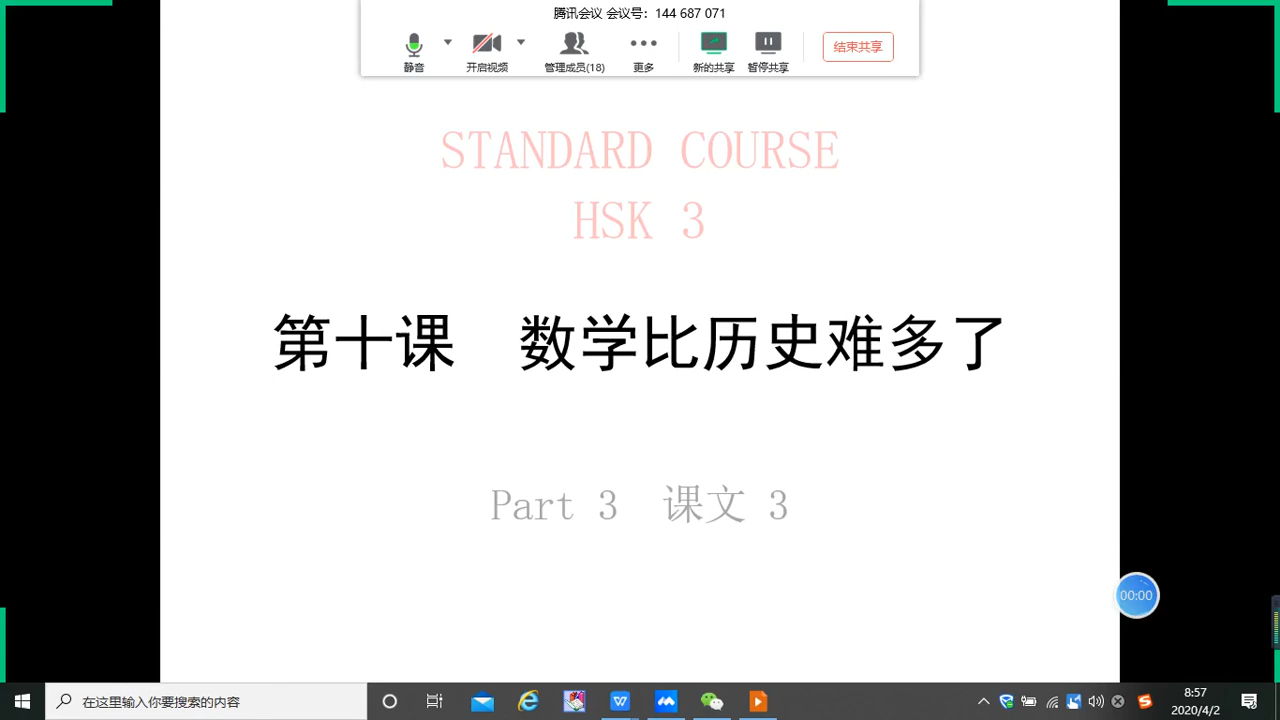 腾讯会议 会议号：144 687 071
静音 开启视频 管理成员(18) 更多 新的共享 暂停共享 结束共享
STANDARD COURSE
HSK 3
第十课 数学比历史难多了
Part 3 课文 3
00:00
在这里输入你要搜索的内容
8:57
2020/4/2